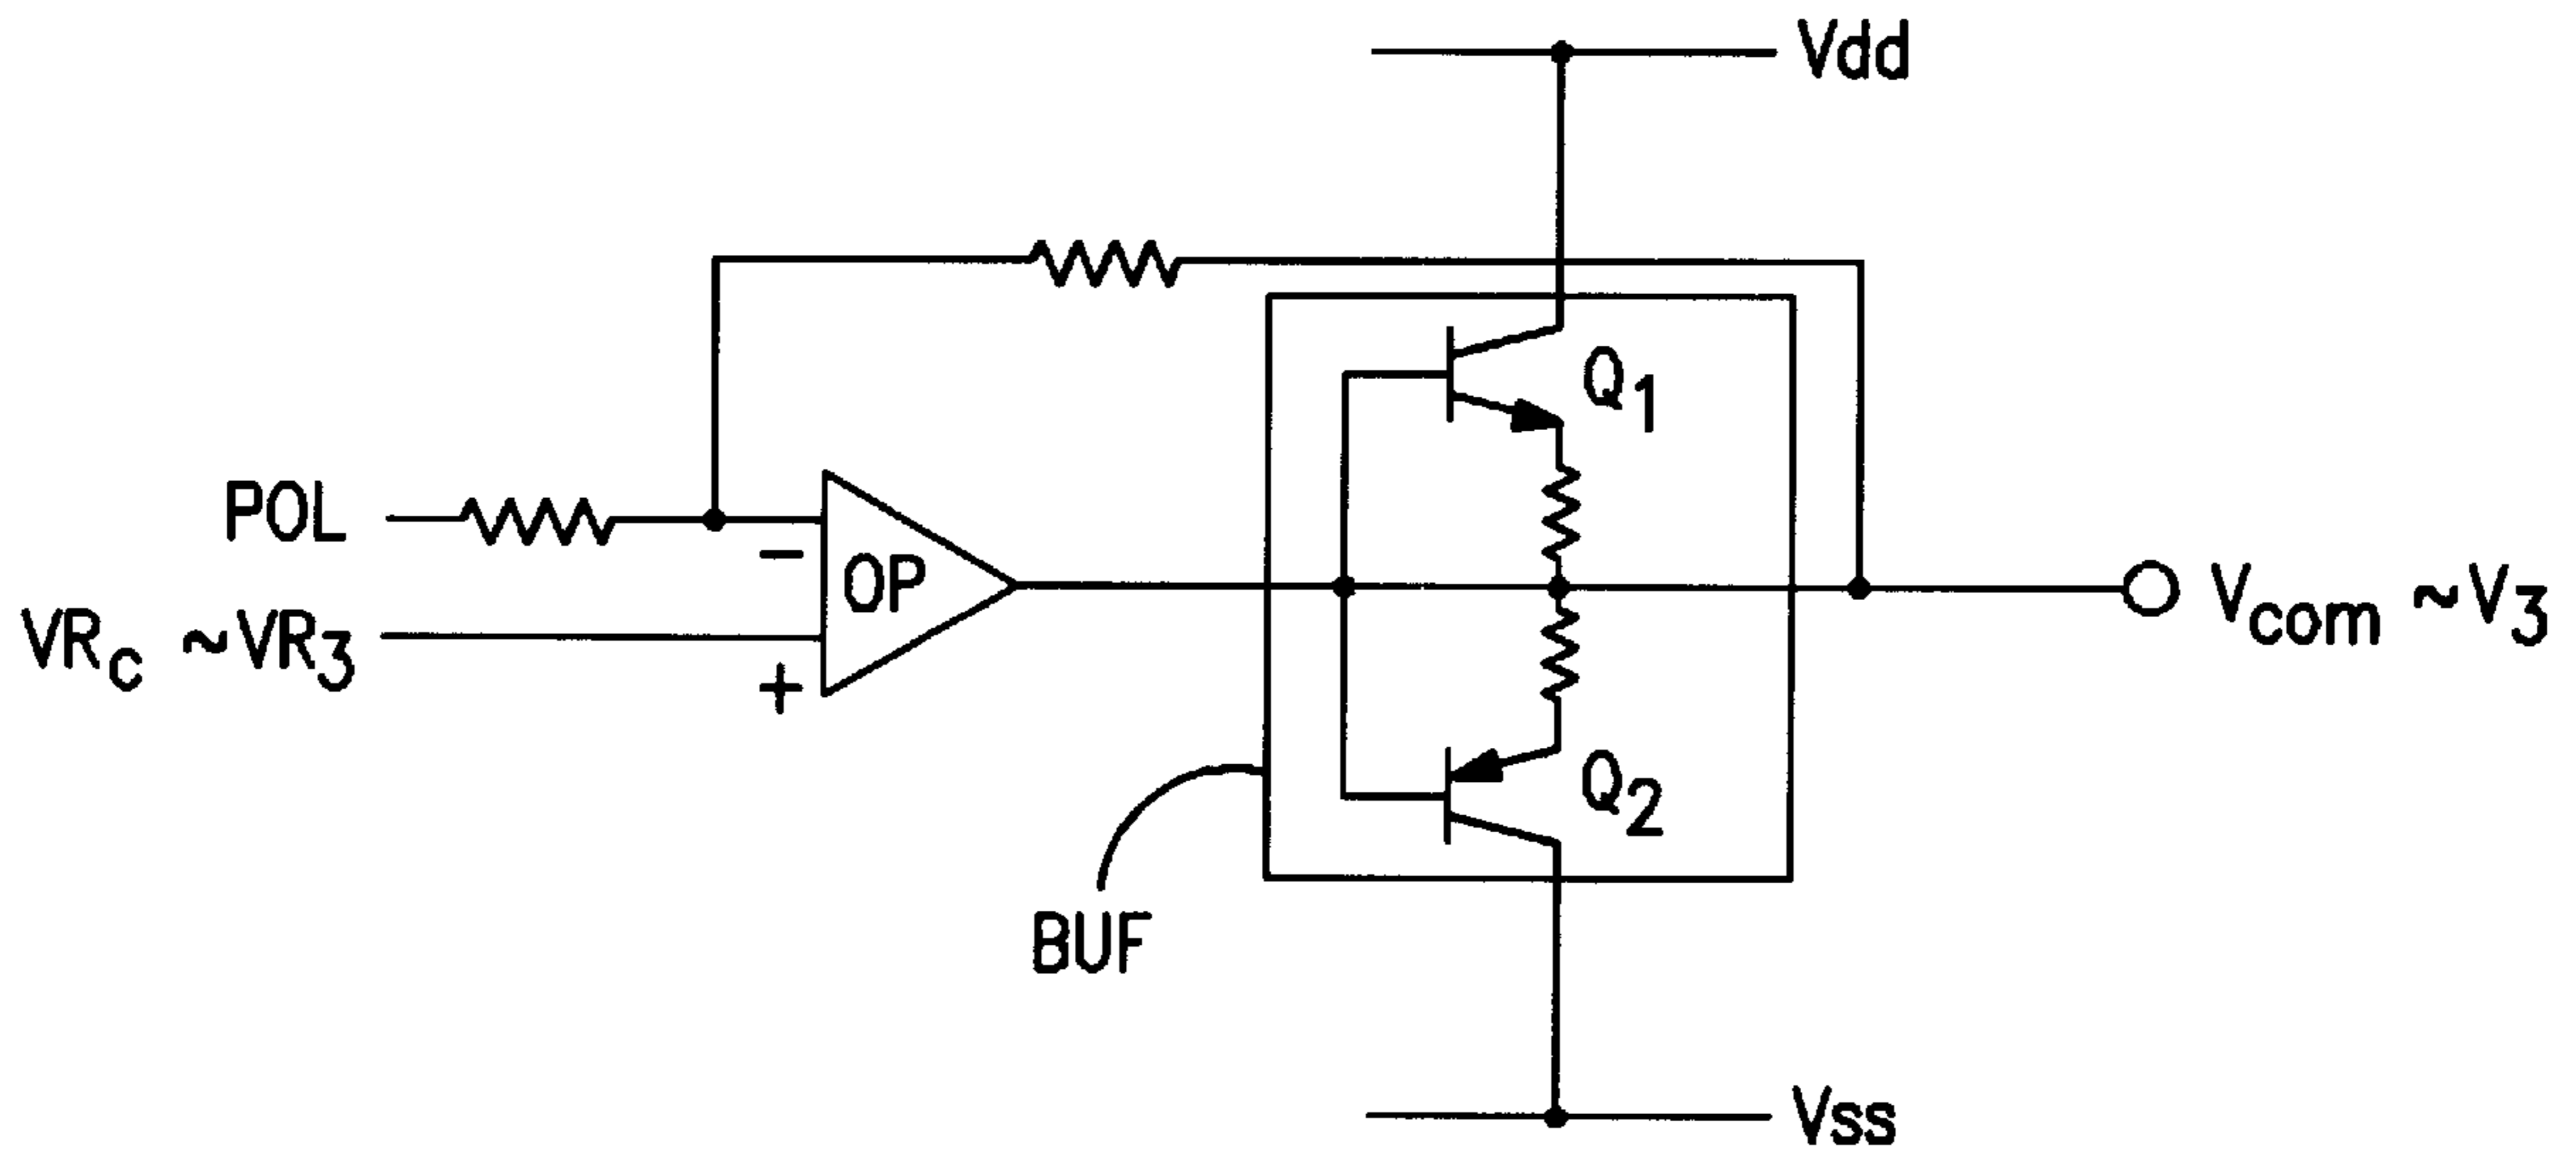 Vdd
Q1
POL
−
OP
VRc ~VR3
+
Vcom ~V3
Q2
BUF
Vss